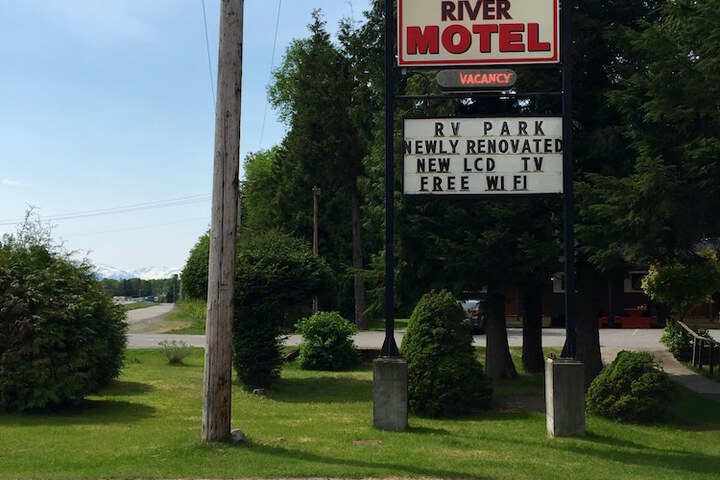 RIVER
MOTEL
VACANCY
RV PARK
NEWLY RENOVATED
NEW LCD TV
FREE WIFI